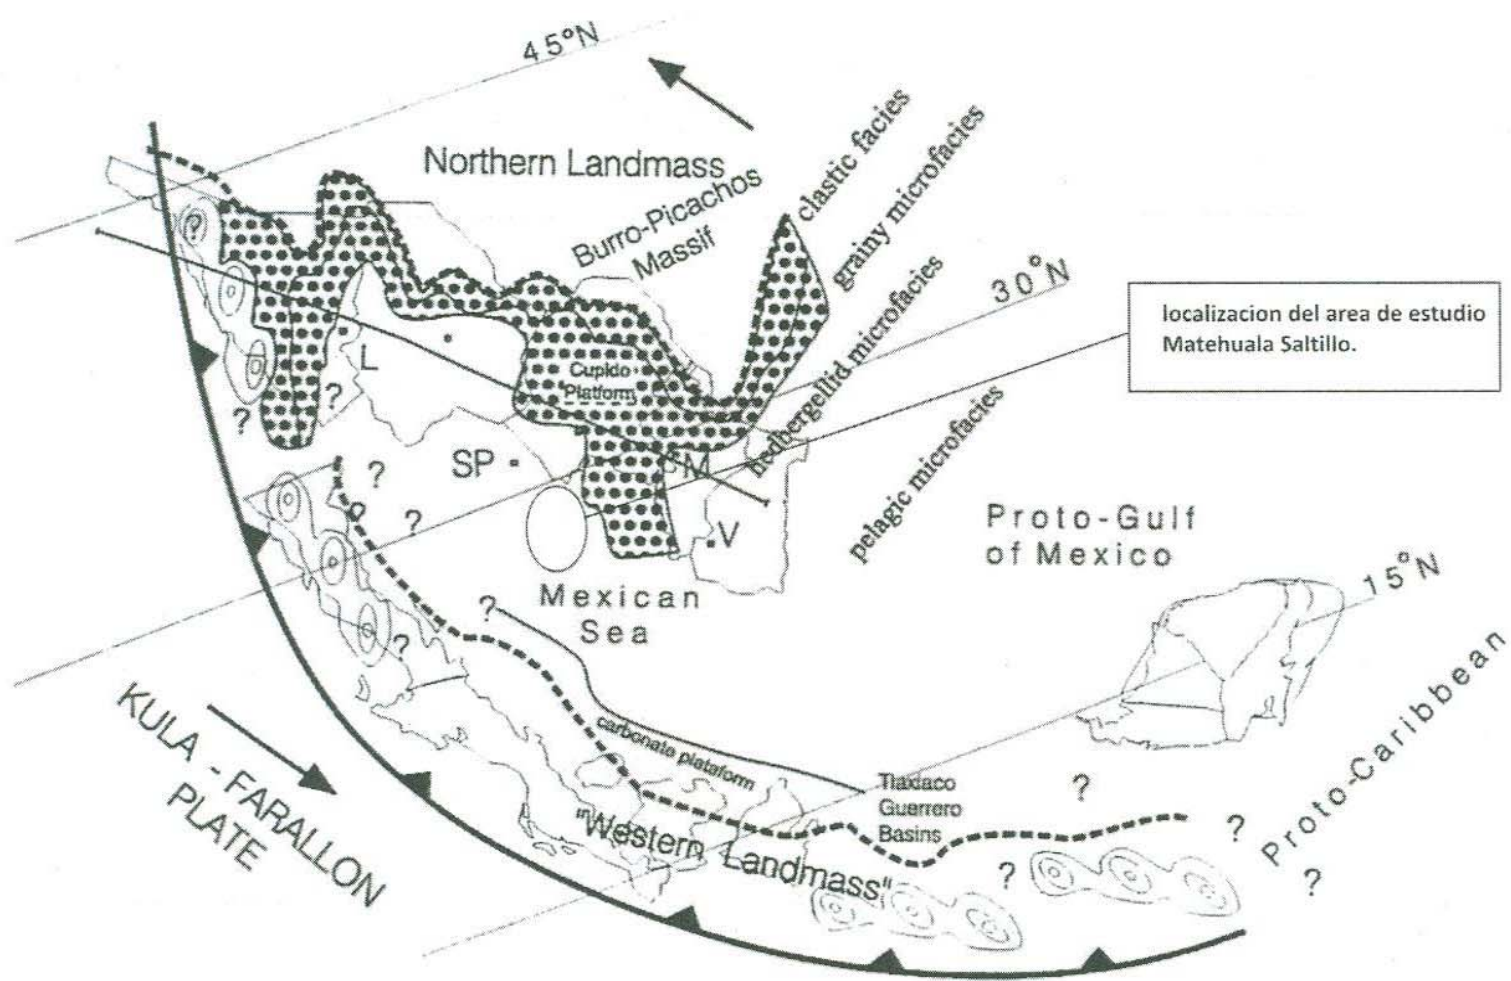 45°N
Northern Landmass
Burro-Picachos
Massif
clastic facies
grainy microfacies
hedbergellid microfacies
pelagic microfacies
30°N
localizacion del area de estudio
Matehuala Saltillo.
?
Cupido
Platform
L
?
?
SP
M
?
?
?
V
Proto-Gulf
of Mexico
15°N
Mexican
Sea
?
?
KULA - FARALLON
PLATE
carbonate plataform
Tlaxiaco
Guerrero
Basins
"Western Landmass"
?
?
?
?
Proto-Caribbean